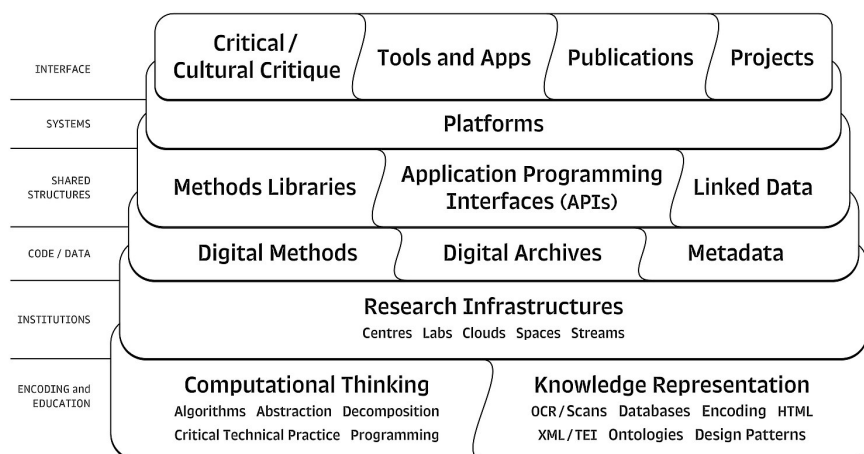 INTERFACE
Critical /
Cultural Critique
Tools and Apps
Publications
Projects
SYSTEMS
Platforms
SHARED
STRUCTURES
Methods Libraries
Application Programming
Interfaces (APIs)
Linked Data
CODE / DATA
Digital Methods
Digital Archives
Metadata
INSTITUTIONS
Research Infrastructures
Centres Labs Clouds Spaces Streams
ENCODING and
EDUCATION
Computational Thinking
Algorithms Abstraction Decomposition
Critical Technical Practice Programming
Knowledge Representation
OCR/Scans Databases Encoding HTML
XML/TEI Ontologies Design Patterns